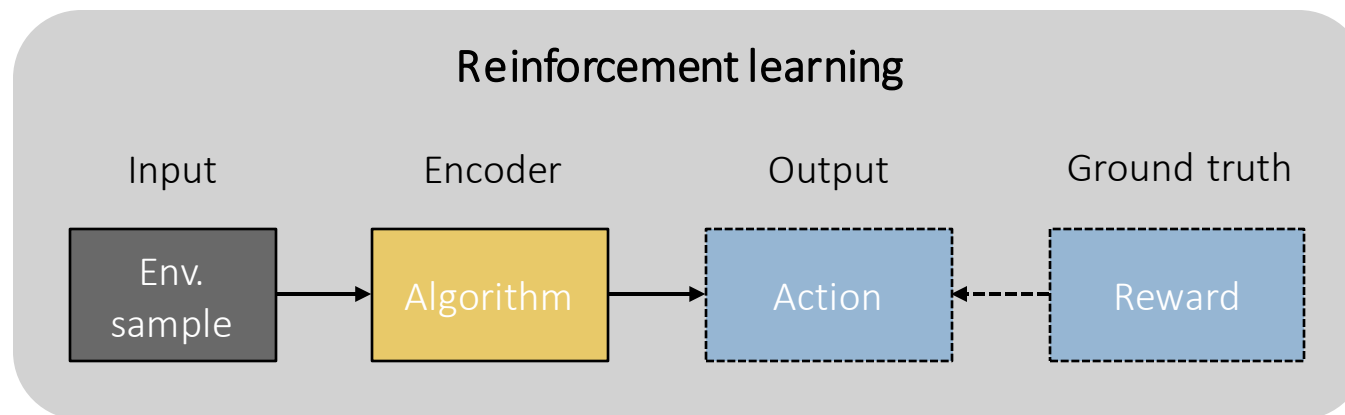 Reinforcement learning
Input
Encoder
Output
Ground truth
Env.
sample
Algorithm
Action
Reward